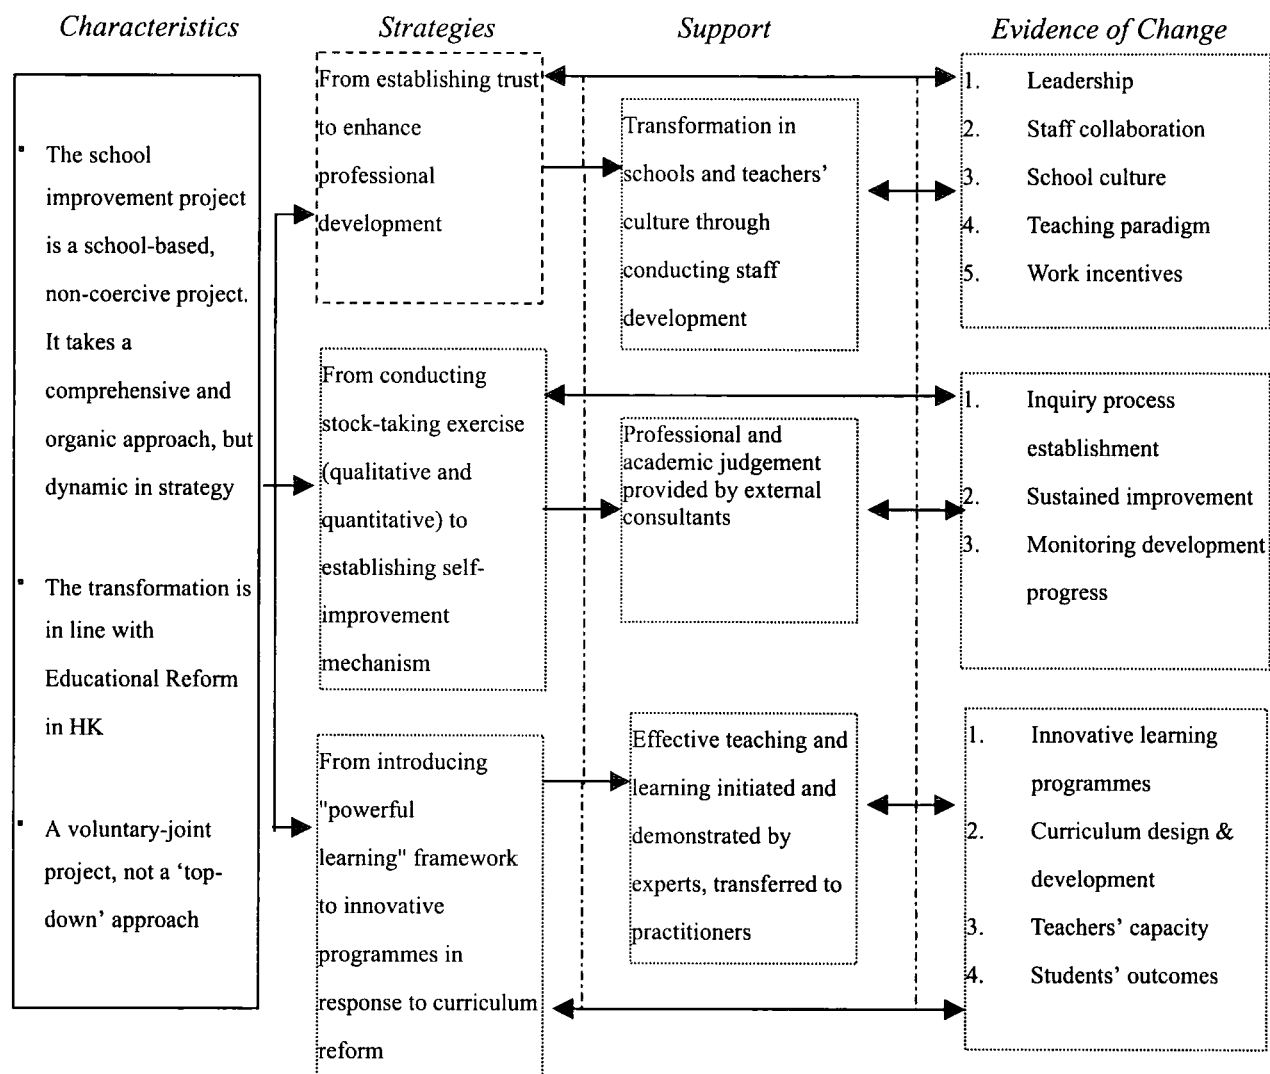 Characteristics
Strategies
Support
Evidence of Change
▪ The school
improvement project
is a school-based,
non-coercive project.
It takes a
comprehensive and
organic approach, but
dynamic in strategy
▪ The transformation is
in line with
Educational Reform
in HK
▪ A voluntary-joint
project, not a ‘top-
down’ approach
From establishing trust
to enhance
professional
development
From conducting
stock-taking exercise
(qualitative and
quantitative) to
establishing self-
improvement
mechanism
From introducing
"powerful
learning" framework
to innovative
programmes in
response to curriculum
reform
Transformation in
schools and teachers’
culture through
conducting staff
development
Professional and
academic judgement
provided by external
consultants
Effective teaching and
learning initiated and
demonstrated by
experts, transferred to
practitioners
1. Leadership
2. Staff collaboration
3. School culture
4. Teaching paradigm
5. Work incentives
1. Inquiry process
establishment
2. Sustained improvement
3. Monitoring development
progress
1. Innovative learning
programmes
2. Curriculum design &
development
3. Teachers’ capacity
4. Students’ outcomes